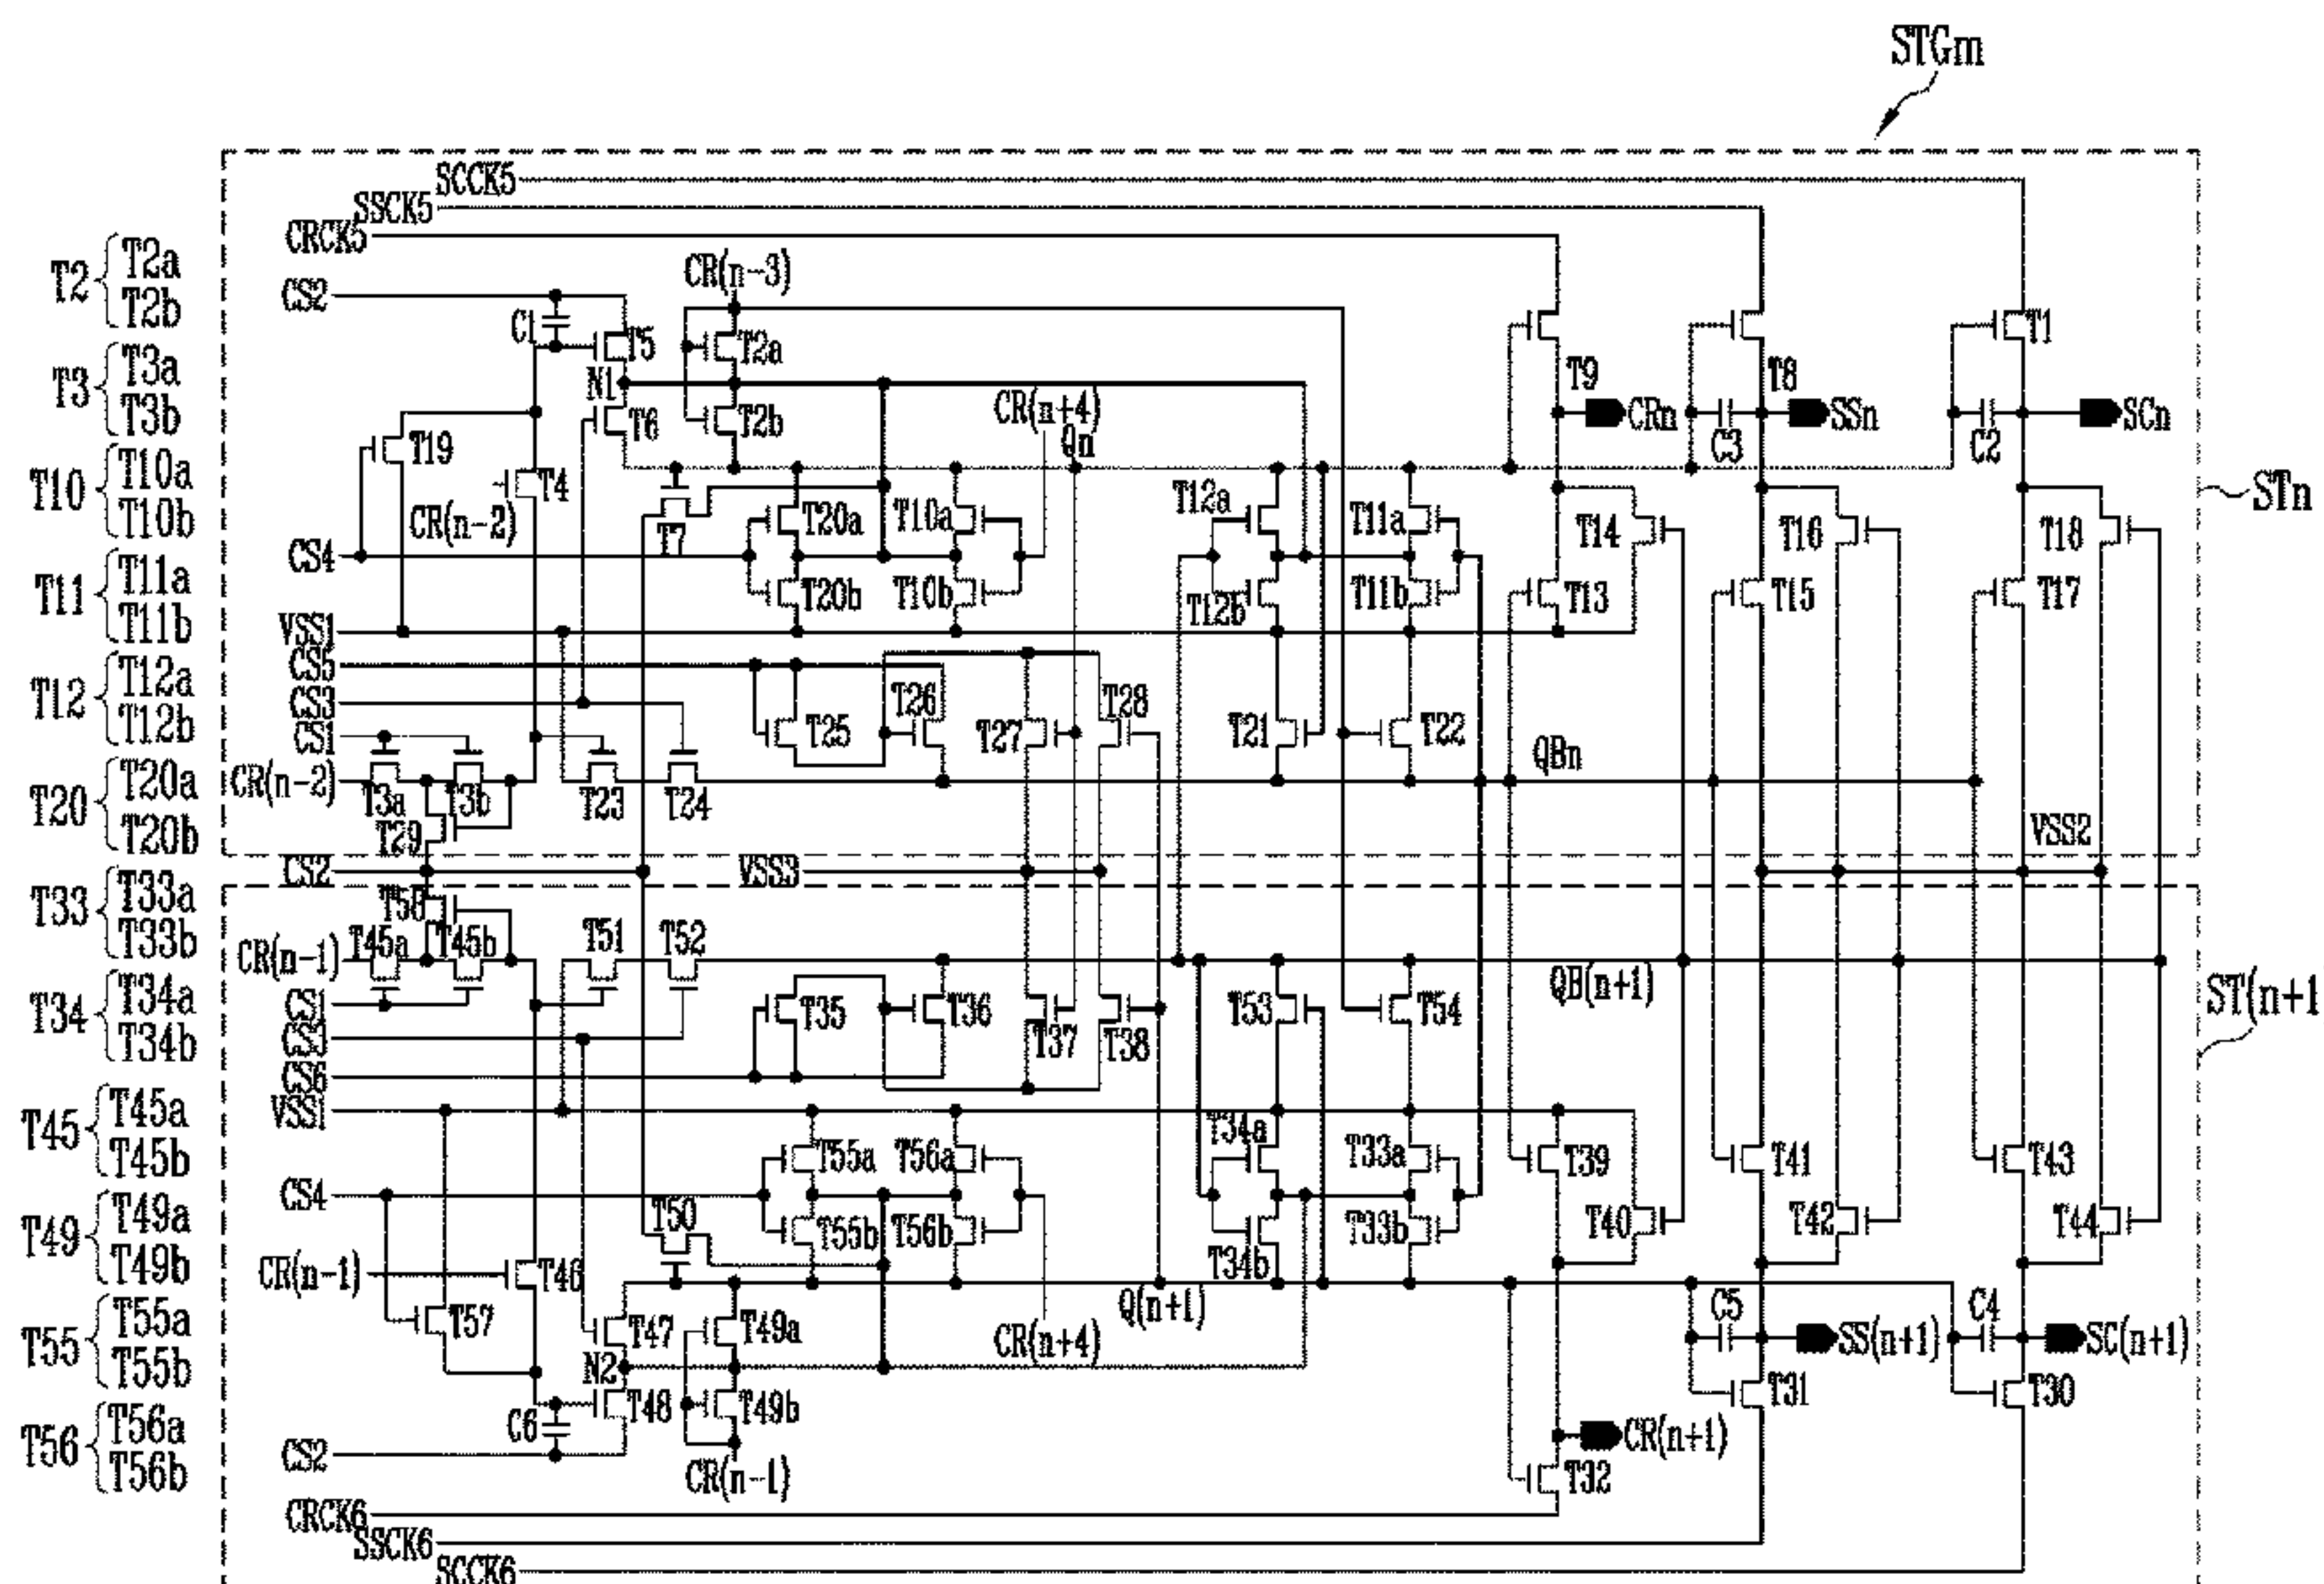 STGm
SCCK5
SSCK5
CRCK5
CR(n-3)
CS2
C1
T5
T2a
T1
N1
T9
T8
T6
T2b
CR(n+4)
Qn
CRn
C3
SSn
C2
SCn
T19
T4
CR(n-2)
T7
T20a
T10a
T12a
T11a
T14
T16
T18
STn
CS4
T20b
T10b
T12b
T11b
T13
T15
T17
VSS1
CS5
CS3
CS1
T25
T26
T27
T28
T21
T22
QBn
CR(n-2)
T3a
T3b
T23
T24
T29
VSS2
CS2
VSS3
T58
CR(n-1)
T45a
T45b
T51
T52
QB(n+1)
ST(n+1
CS1
CS3
CS6
VSS1
T35
T36
T37
T38
T53
T54
T55a
T56a
T34a
T33a
T39
T41
T43
CS4
T50
T55b
T56b
T34b
T33b
T40
T42
T44
CR(n-1)
T46
T57
T47
T49a
CR(n+4)
Q(n+1)
C5
SS(n+1)
C4
SC(n+1)
N2
T48
T49b
T31
T30
C6
CS2
CR(n-1)
CR(n+1)
T32
CRCK6
SSCK6
SCCK6
T2 { T2a
T2b
T3 { T3a
T3b
T10 { T10a
T10b
T11 { T11a
T11b
T12 { T12a
T12b
T20 { T20a
T20b
T33 { T33a
T33b
T34 { T34a
T34b
T45 { T45a
T45b
T49 { T49a
T49b
T55 { T55a
T55b
T56 { T56a
T56b